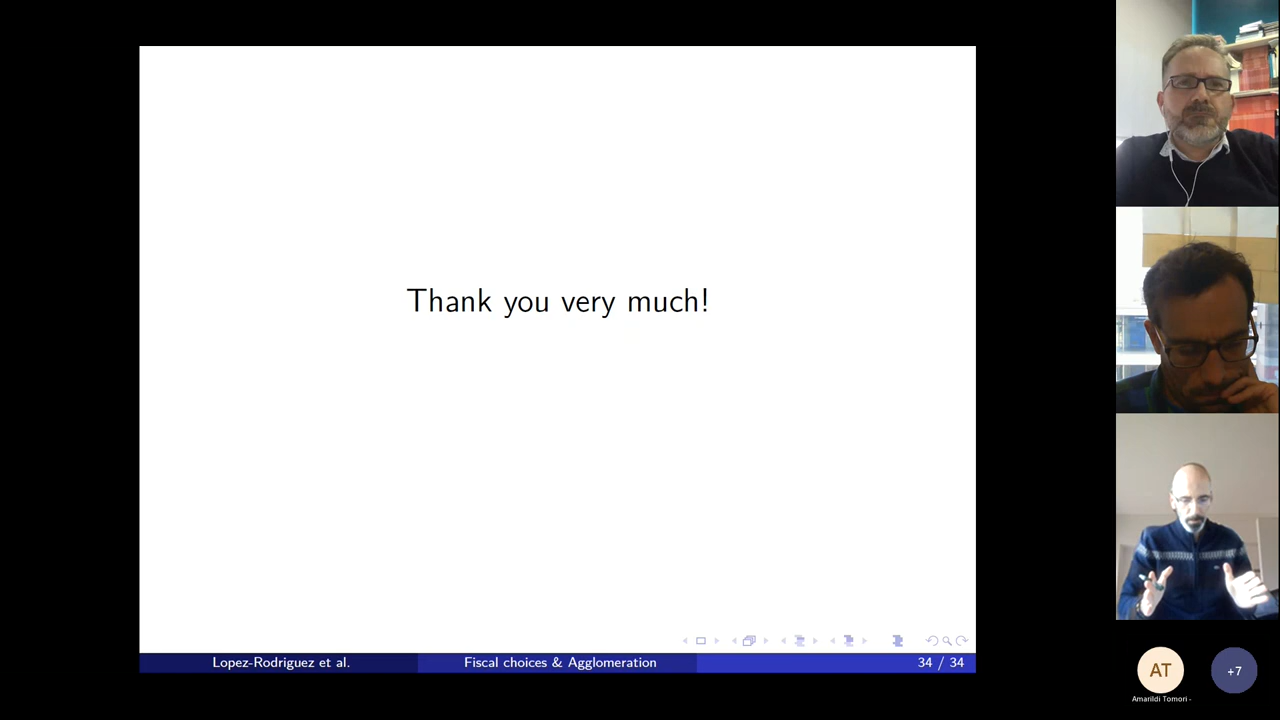 Thank you very much!
Lopez-Rodriguez et al.
Fiscal choices & Agglomeration
34 / 34
AT
+7
Amarildi Tomori -